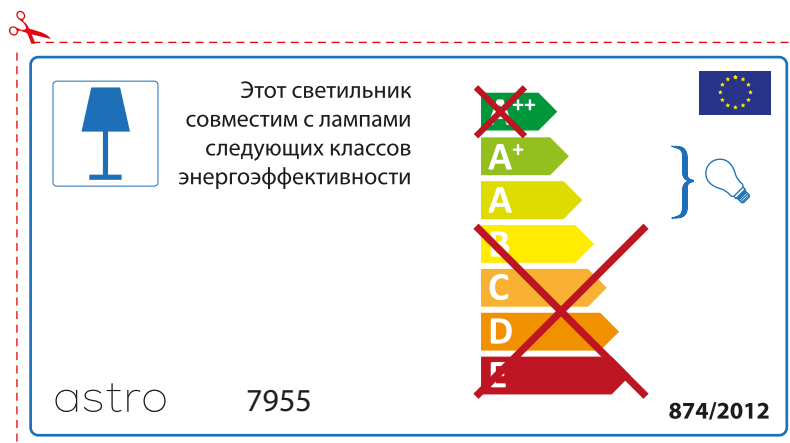 Этот светильник
совместим с лампами
следующих классов
энергоэффективности
A++
A+
A
B
C
D
E
astro
7955
874/2012